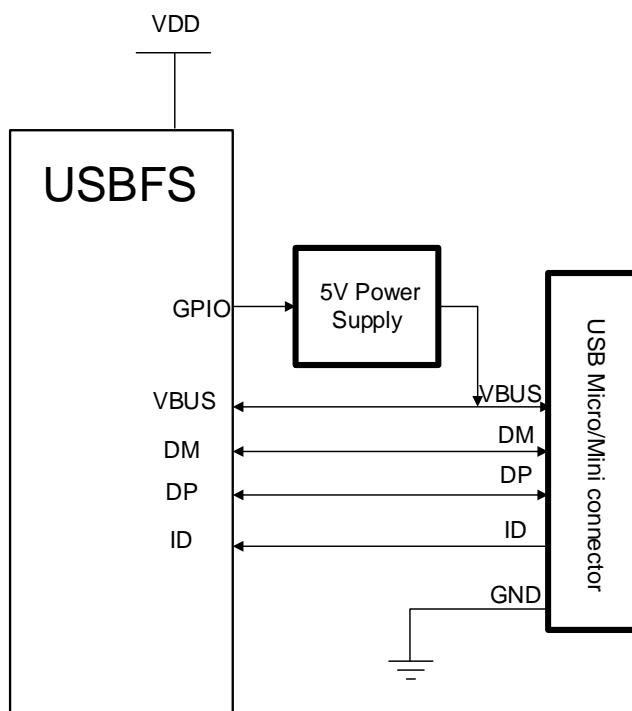 VDD
USBFS
GPIO
5V Power
Supply
VBUS
VBUS
DM
DM
DP
DP
ID
ID
GND
USB Micro/Mini connector